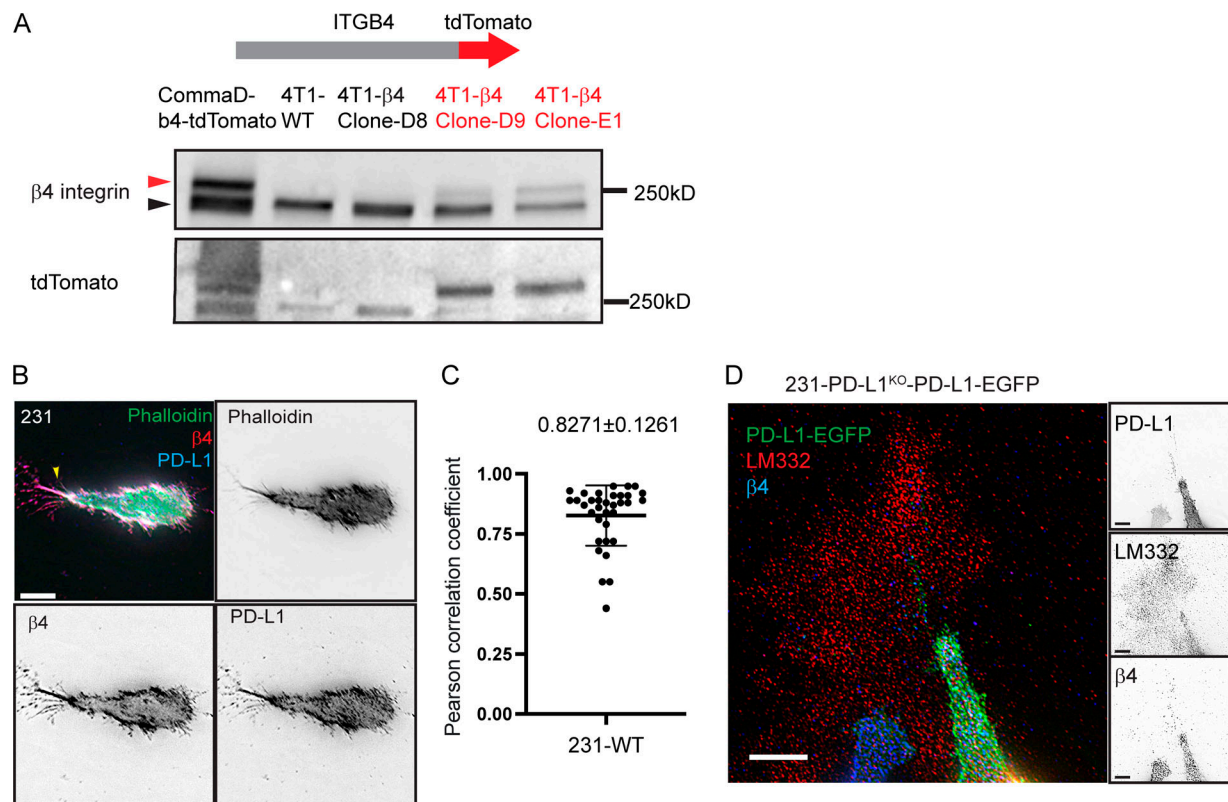 A
ITGB4 tdTomato
CommaD- 4T1- 4T1-β4 4T1-β4 4T1-β4
b4-tdTomato WT Clone-D8 Clone-D9 Clone-E1
β4 integrin
250kD
tdTomato
250kD
B
231
Phalloidin
β4
PD-L1
Phalloidin
β4
PD-L1
C
0.8271±0.1261
Pearson correlation coefficient
1.00
0.75
0.50
0.25
0.00
231-WT
D
231-PD-L1ᴷᴼ-PD-L1-EGFP
PD-L1-EGFP
LM332
β4
PD-L1
LM332
β4